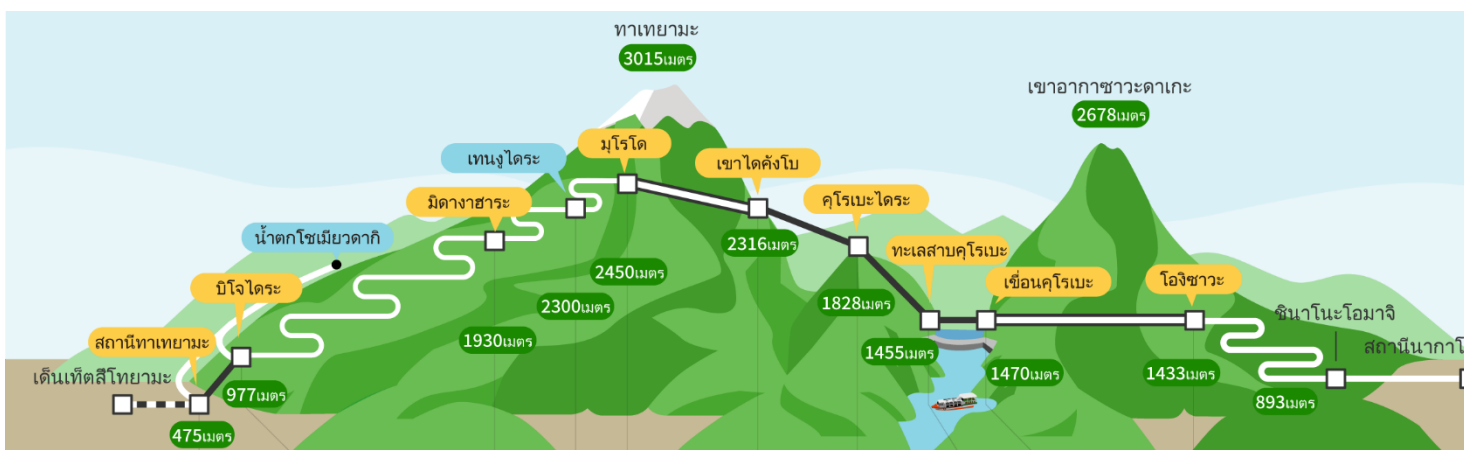 ทาเทยามะ
3015เมตร
เขาอากาซาวะดาเกะ
2678เมตร
มุโรโด
เทนงูไดระ
เขาไดคังโบ
มิดางาฮาระ
คุโรเบะไดระ
น้ำตกโชเมียวดากิ
2316เมตร
ทะเลสาบคุโรเบะ
2450เมตร
เขื่อนคุโรเบะ
โองิซาวะ
บิโจไดระ
2300เมตร
1828เมตร
ชินาโนะโอมาจิ
สถานีทาเทยามะ
1930เมตร
1455เมตร
สถานีนากาโ
เด็นเท็ตสึโทยามะ
977เมตร
1470เมตร
1433เมตร
893เมตร
475เมตร